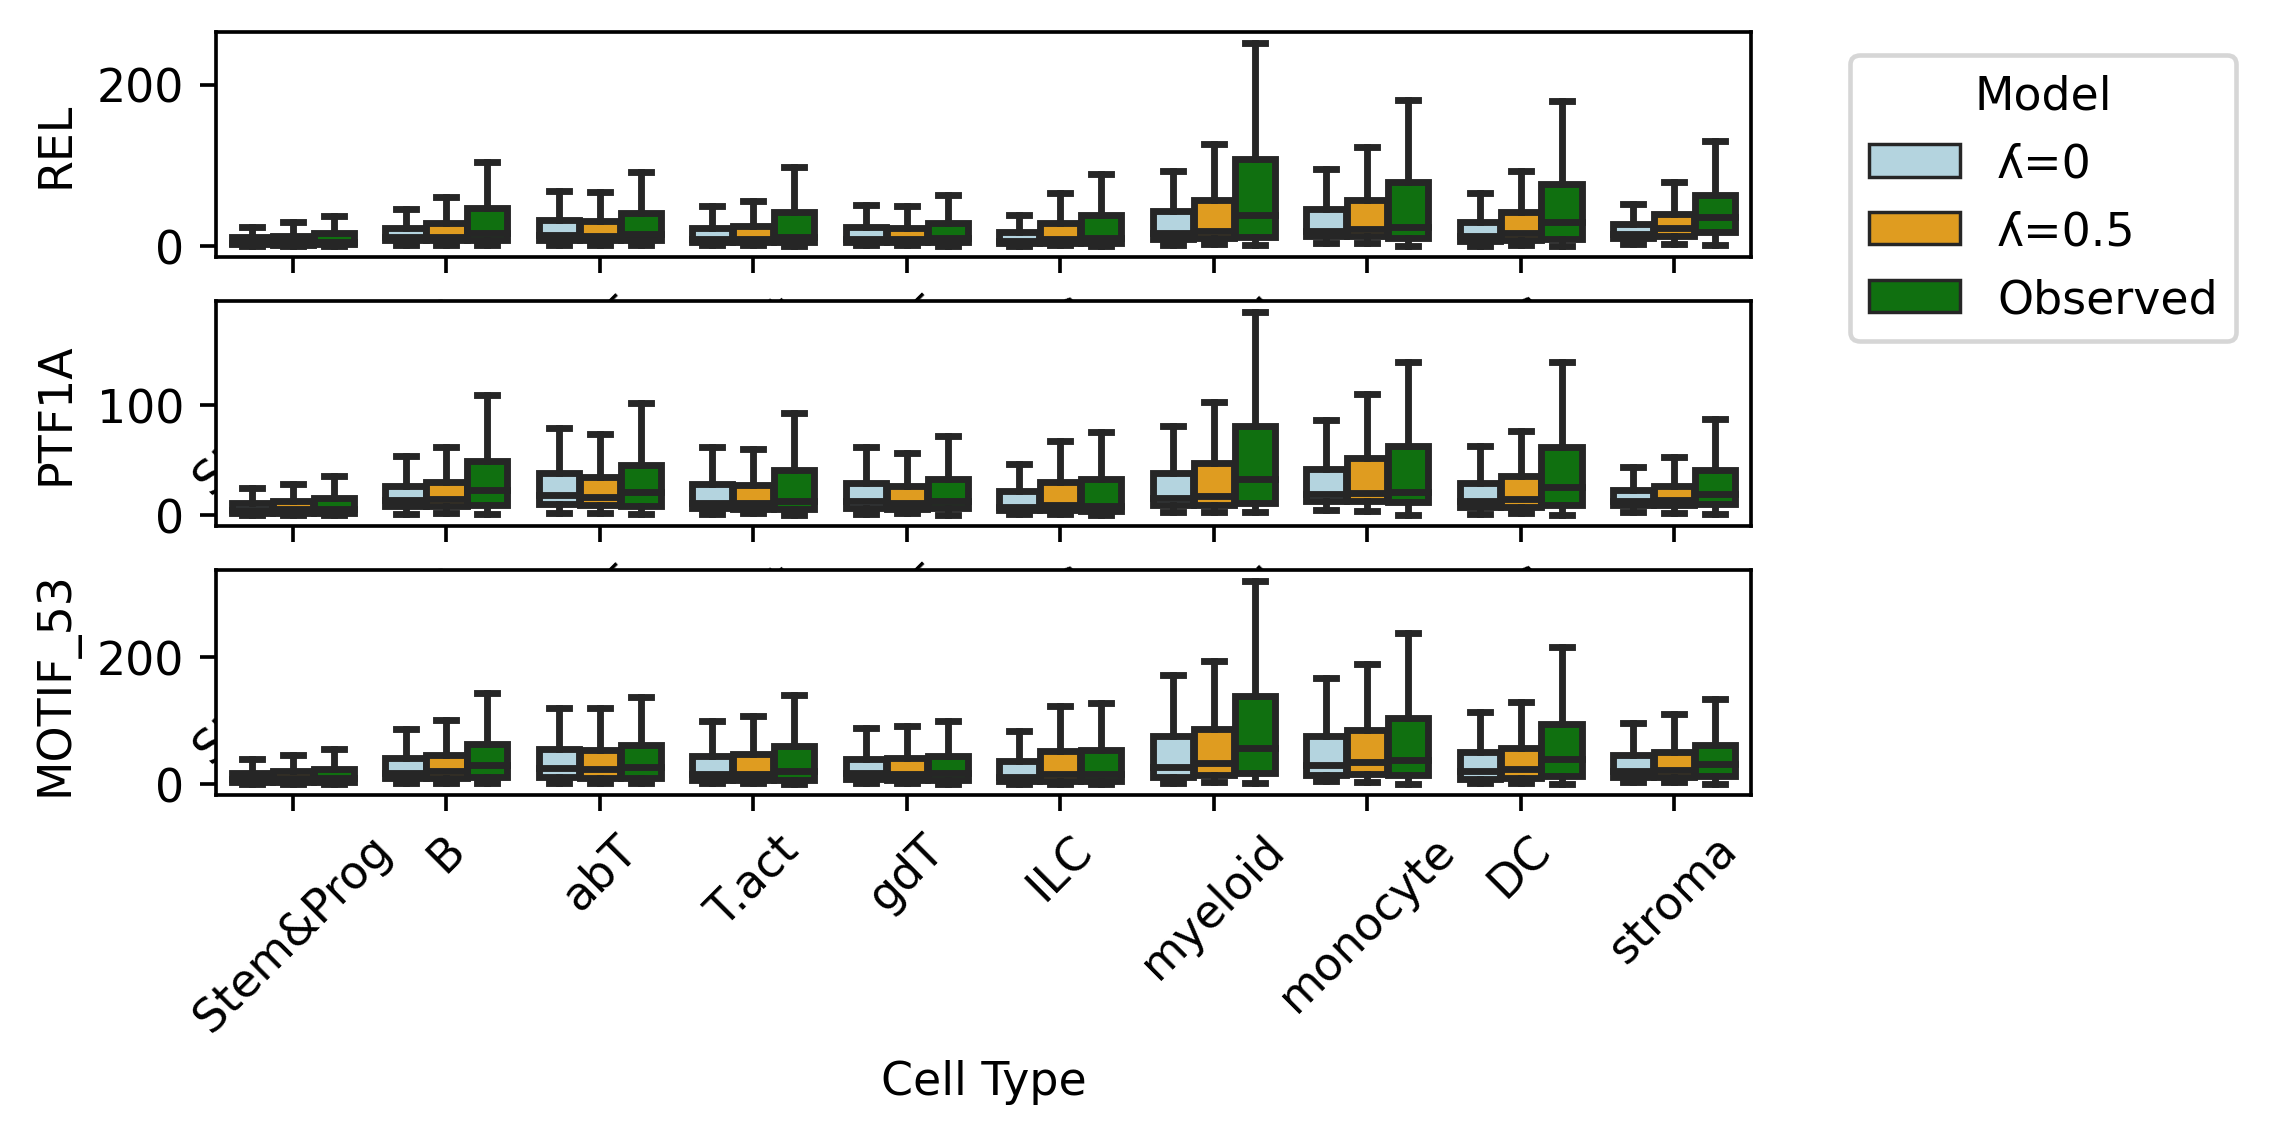 REL
200
0
PTF1A
100
0
MOTIF_53
200
0
Stem&Prog
B
abT
T.act
gdT
ILC
myeloid
monocyte
DC
stroma
Cell Type
Model
ʎ=0
ʎ=0.5
Observed